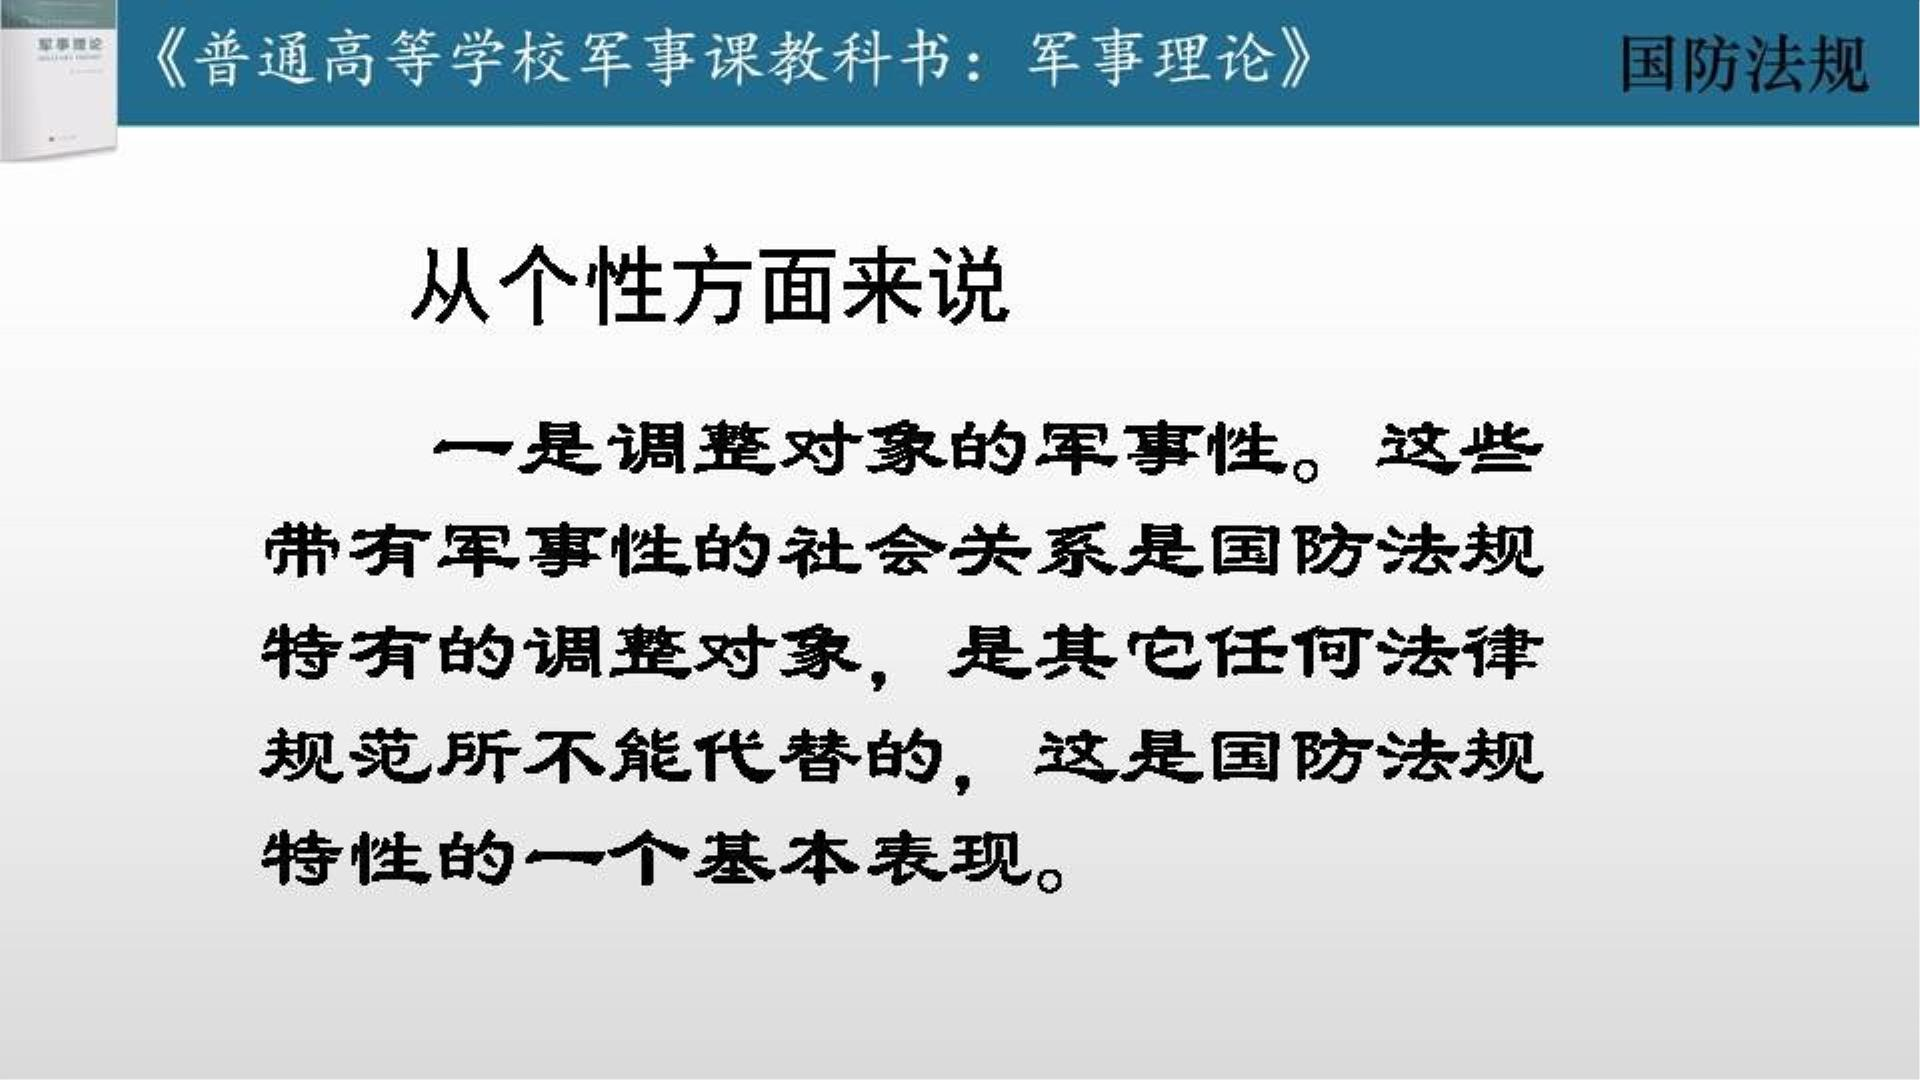 军事理论
《普通高等学校军事课教科书：军事理论》
国防法规
从个性方面来说
一是调整对象的军事性。这些
带有军事性的社会关系是国防法规
特有的调整对象，是其它任何法律
规范所不能代替的，这是国防法规
特性的一个基本表现。